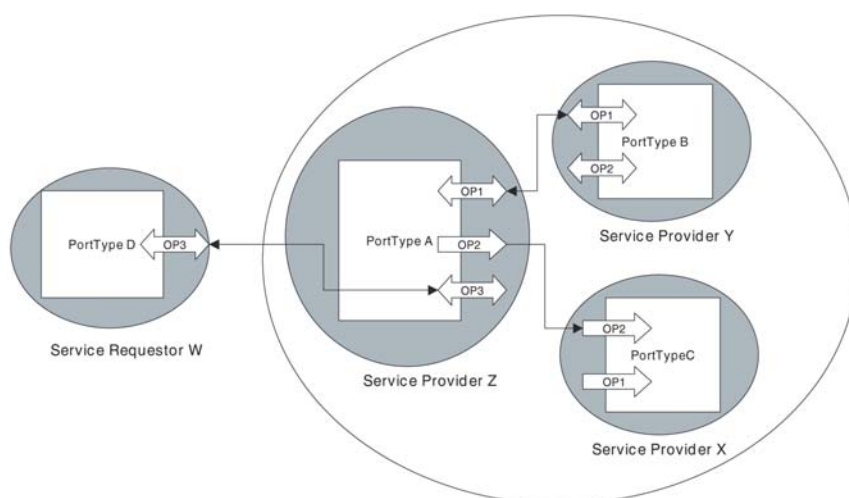 PortType D
OP3
Service Requestor W
PortType A
OP1
OP2
OP3
Service Provider Z
OP1
PortType B
OP2
Service Provider Y
OP2
PortTypeC
OP1
Service Provider X